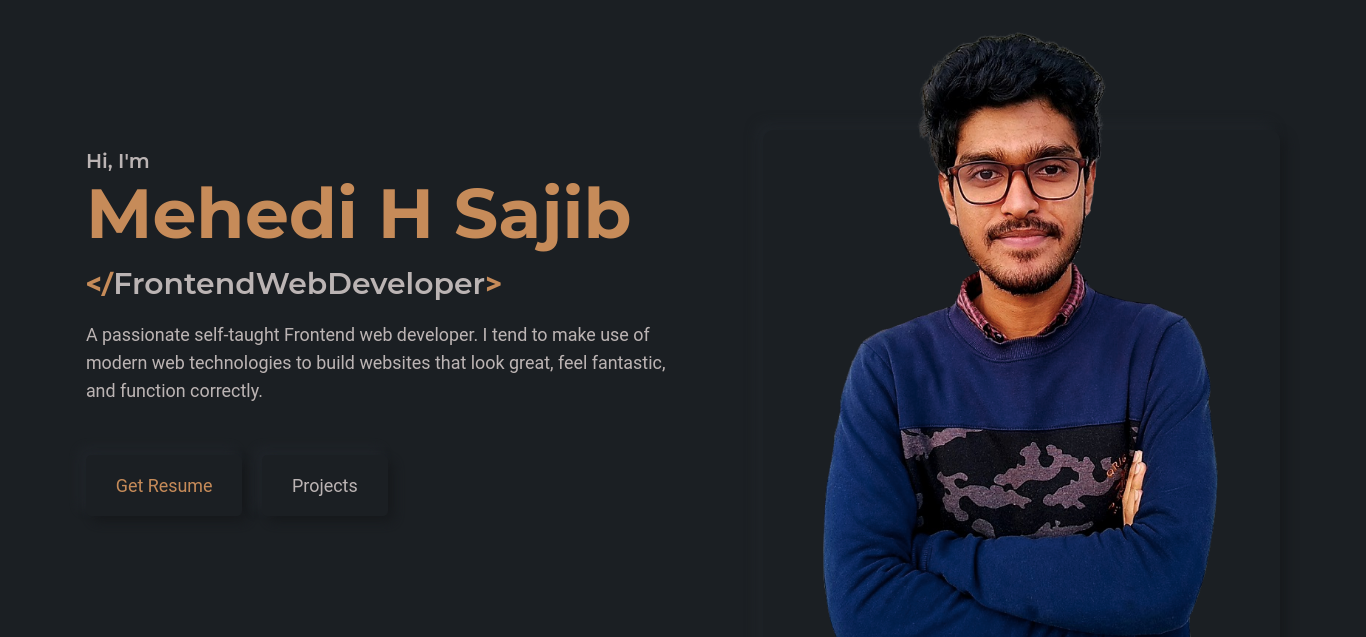 Hi, I'm
Mehedi H Sajib
</FrontendWebDeveloper>
A passionate self-taught Frontend web developer. I tend to make use of
modern web technologies to build websites that look great, feel fantastic,
and function correctly.
Get Resume
Projects